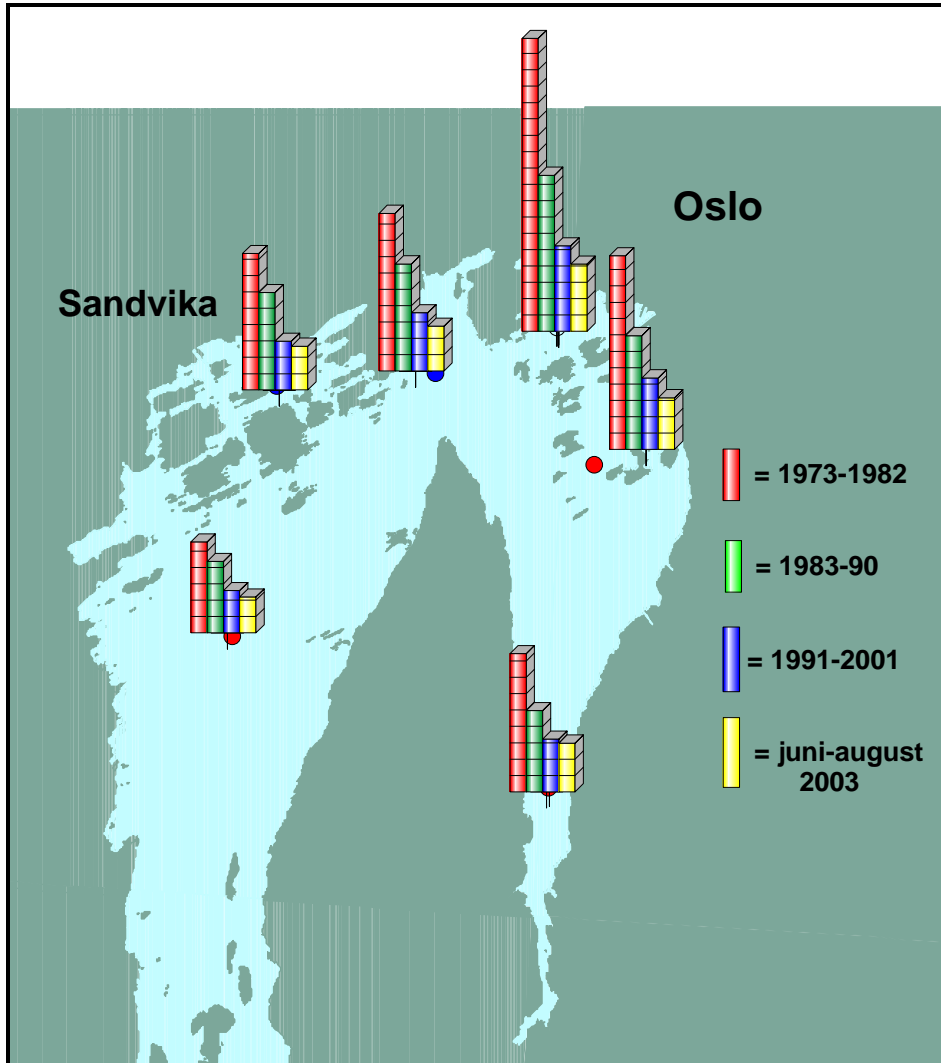 Oslo
Sandvika
= 1973-1982
= 1983-90
= 1991-2001
= juni-august
2003